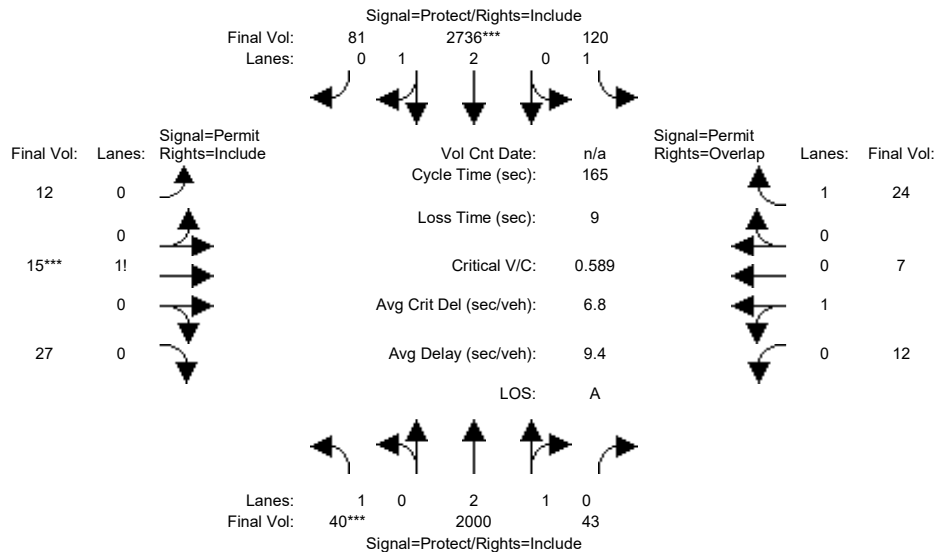 Signal=Protect/Rights=Include
Final Vol: 81 2736*** 120
Lanes: 0 1 2 0 1
Signal=Permit
Final Vol: Lanes: Rights=Include
Vol Cnt Date: n/a
Signal=Permit
Rights=Overlap Lanes: Final Vol:
Cycle Time (sec): 165
12 0
1 24
Loss Time (sec): 9
0
0
15*** 1!
Critical V/C: 0.589
0 7
0
Avg Crit Del (sec/veh): 6.8
1
27 0
Avg Delay (sec/veh): 9.4
0 12
LOS: A
Lanes: 1 0 2 1 0
Final Vol: 40*** 2000 43
Signal=Protect/Rights=Include